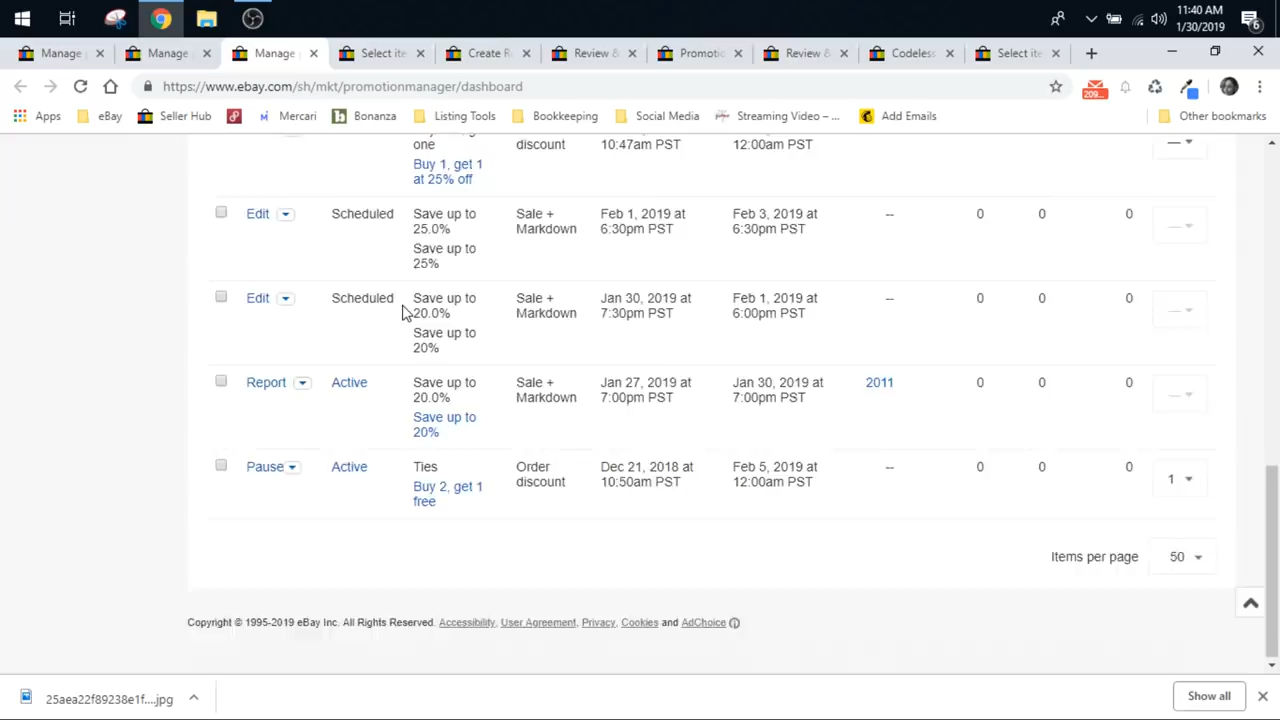 11:40 AM
1/30/2019
6
Manage
Manage
Manage
Select ite
Create R
Review &
Promoti
Review &
Codeless
Select ite
https://www.ebay.com/sh/mkt/promotionmanager/dashboard
209...
Apps
eBay
Seller Hub
Mercari
Bonanza
Listing Tools
Bookkeeping
Social Media
Streaming Video – ...
Add Emails
Other bookmarks
one
discount
10:47am PST
12:00am PST
—
Buy 1, get 1
at 25% off
Edit
Scheduled
Save up to
25.0%
Save up to
25%
Sale +
Markdown
Feb 1, 2019 at
6:30pm PST
Feb 3, 2019 at
6:30pm PST
--
0
0
0
—
Edit
Scheduled
Save up to
20.0%
Save up to
20%
Sale +
Markdown
Jan 30, 2019 at
7:30pm PST
Feb 1, 2019 at
6:00pm PST
--
0
0
0
—
Report
Active
Save up to
20.0%
Save up to
20%
Sale +
Markdown
Jan 27, 2019 at
7:00pm PST
Jan 30, 2019 at
7:00pm PST
2011
0
0
0
—
Pause
Active
Ties
Buy 2, get 1
free
Order
discount
Dec 21, 2018 at
10:50am PST
Feb 5, 2019 at
12:00am PST
--
0
0
0
1
Items per page
50
Copyright © 1995-2019 eBay Inc. All Rights Reserved. Accessibility, User Agreement, Privacy, Cookies and AdChoice
25aea22f89238e1f....jpg
Show all